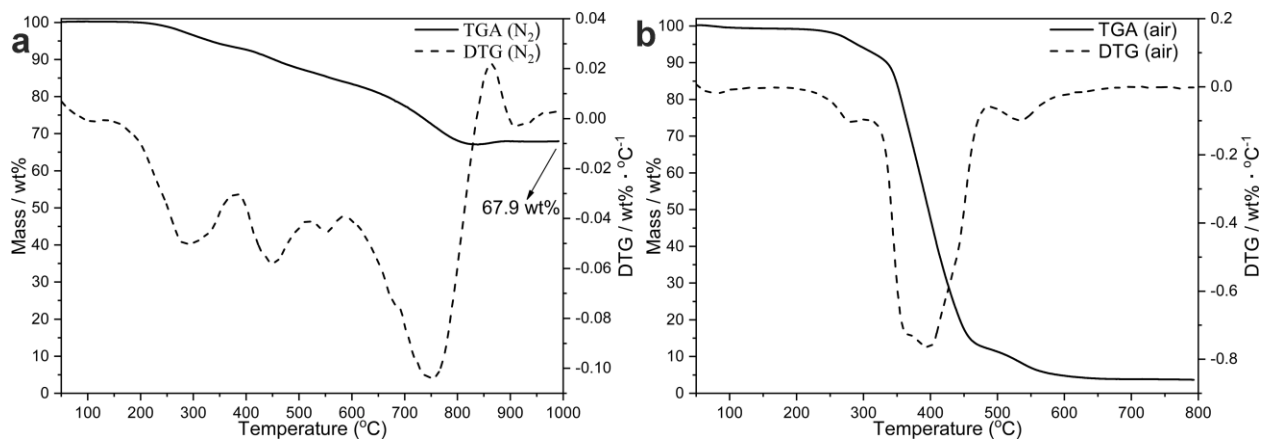 a
TGA (N2)
DTG (N2)
100
90
80
70
60
50
40
30
20
10
0
Mass / wt%
0.04
0.02
0.00
-0.02
-0.04
-0.06
-0.08
-0.10
DTG / wt% · °C-1
67.9 wt%
100 200 300 400 500 600 700 800 900 1000
Temperature (°C)
b
TGA (air)
DTG (air)
100
90
80
70
60
50
40
30
20
10
0
Mass / wt%
0.2
0.0
-0.2
-0.4
-0.6
-0.8
DTG / wt% · °C-1
100 200 300 400 500 600 700 800
Temperature (°C)